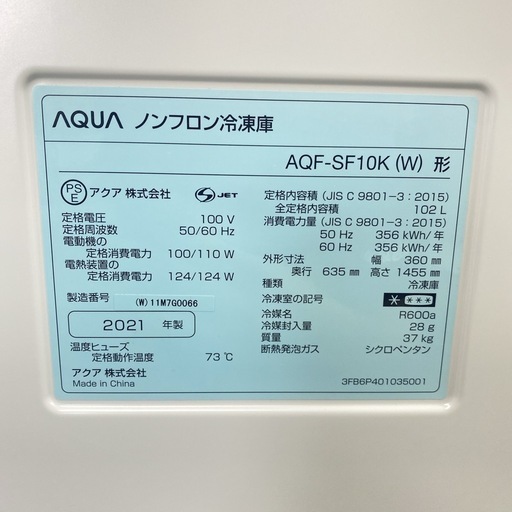 AQUA ノンフロン冷凍庫
AQF-SF10K (W) 形
PSE アクア 株式会社 S JET
定格電圧 100 V
定格周波数 50/60 Hz
電動機の
定格消費電力 100/110 W
電熱装置の
定格消費電力 124/124 W
製造番号 (W)11M7G0066
2021 年製
温度ヒューズ
定格動作温度 73℃
アクア 株式会社
Made in China
定格内容積 (JIS C 9801-3:2015)
全定格内容積 102 L
消費電力量 (JIS C 9801-3:2015)
50 Hz 356 kWh/年
60 Hz 356 kWh/年
外形寸法 幅 360 mm
奥行 635 mm 高さ 1455 mm
種類 冷凍庫
冷凍室の記号 * ***
冷媒名 R600a
冷媒封入量 28 g
質量 37 kg
断熱発泡ガス シクロペンタン
3FB6P401035001